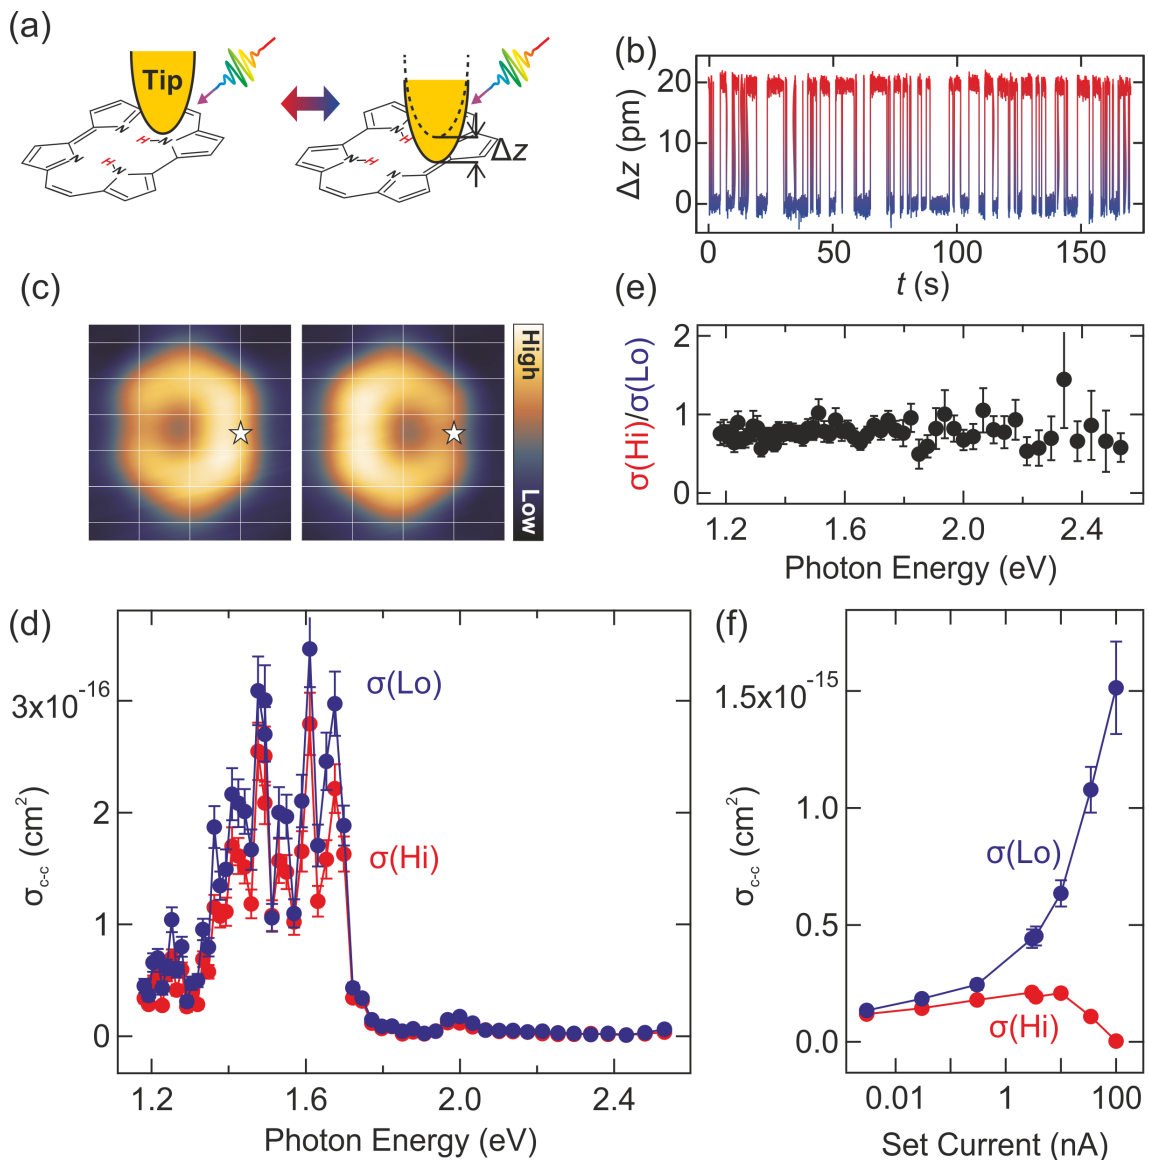 (a)
Tip
N
N
H
N
H
N
N
N
H
N
H
N
Δz
(b)
Δz (pm)
20
10
0
0
50
100
150
t (s)
(c)
High
Low
(e)
σ(Hi)/σ(Lo)
2
1
0
1.2
1.6
2.0
2.4
Photon Energy (eV)
(d)
σc-c (cm2)
3x10-16
2
1
0
σ(Lo)
σ(Hi)
1.2
1.6
2.0
2.4
Photon Energy (eV)
(f)
σc-c (cm2)
1.5x10-15
1.0
0.5
0.0
σ(Lo)
σ(Hi)
0.01
1
100
Set Current (nA)